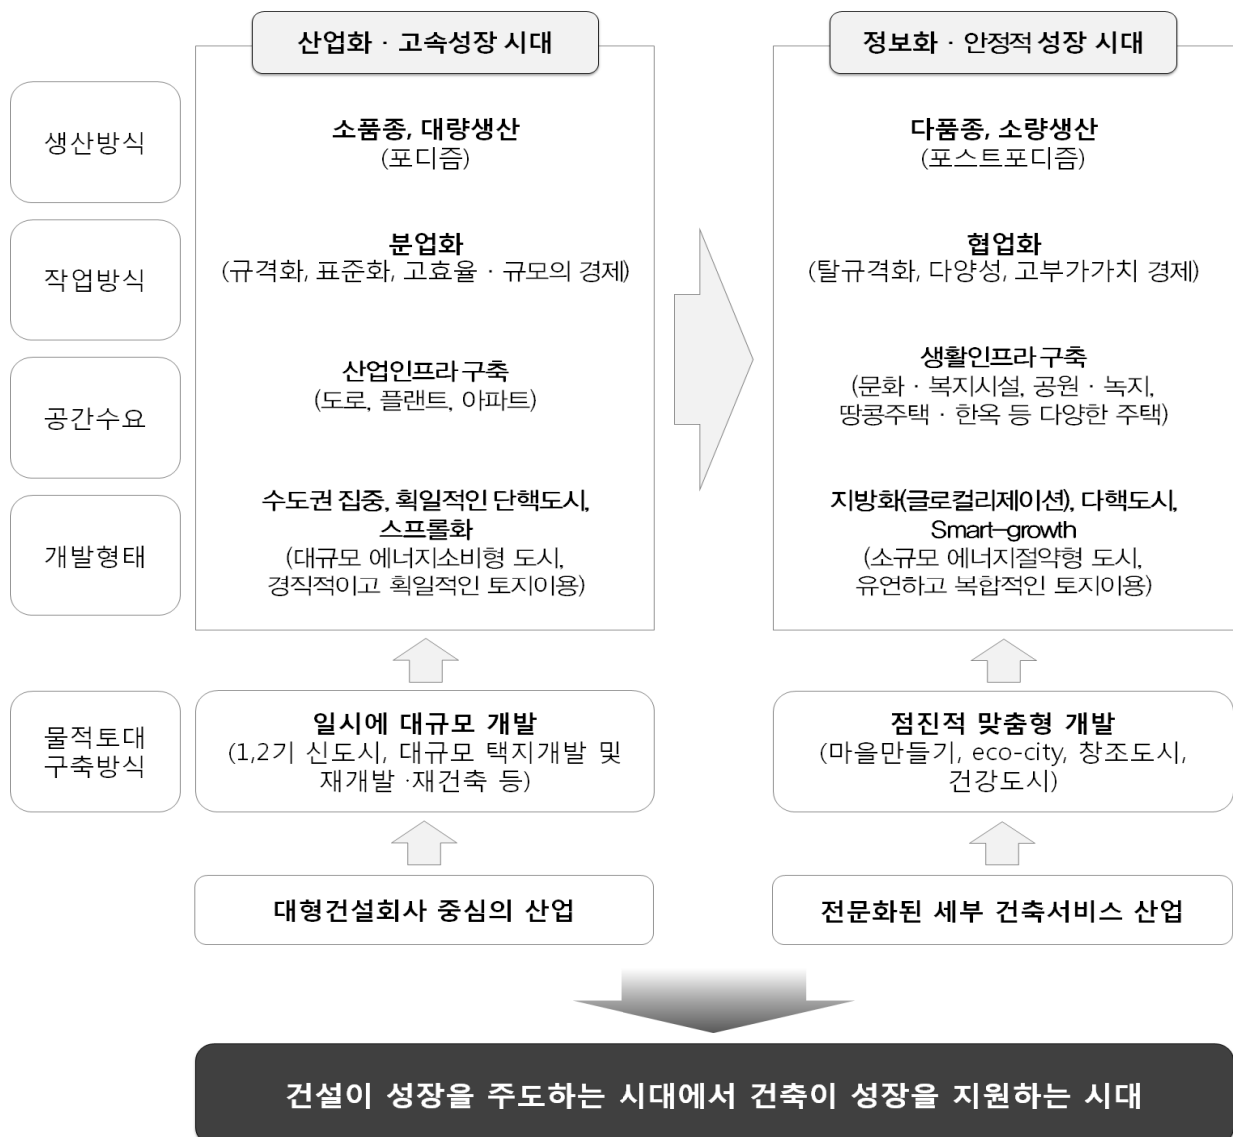 산업화 · 고속성장 시대
정보화 · 안정적 성장 시대
생산방식
소품종, 대량생산
(포디즘)
다품종, 소량생산
(포스트포디즘)
작업방식
분업화
(규격화, 표준화, 고효율 · 규모의 경제)
협업화
(탈규격화, 다양성, 고부가가치 경제)
공간수요
산업인프라 구축
(도로, 플랜트, 아파트)
생활인프라 구축
(문화 · 복지시설, 공원 · 녹지,
땅콩주택 · 한옥 등 다양한 주택)
개발형태
수도권 집중, 획일적인 단핵도시,
스프롤화
(대규모 에너지소비형 도시,
경직적이고 획일적인 토지이용)
지방화(글로컬리제이션), 다핵도시,
Smart-growth
(소규모 에너지절약형 도시,
유언하고 복합적인 토지이용)
물적토대
구축방식
일시에 대규모 개발
(1,2기 신도시, 대규모 택지개발 및
재개발 ·재건축 등)
점진적 맞춤형 개발
(마을만들기, eco-city, 창조도시,
건강도시)
대형건설회사 중심의 산업
전문화된 세부 건축서비스 산업
건설이 성장을 주도하는 시대에서 건축이 성장을 지원하는 시대